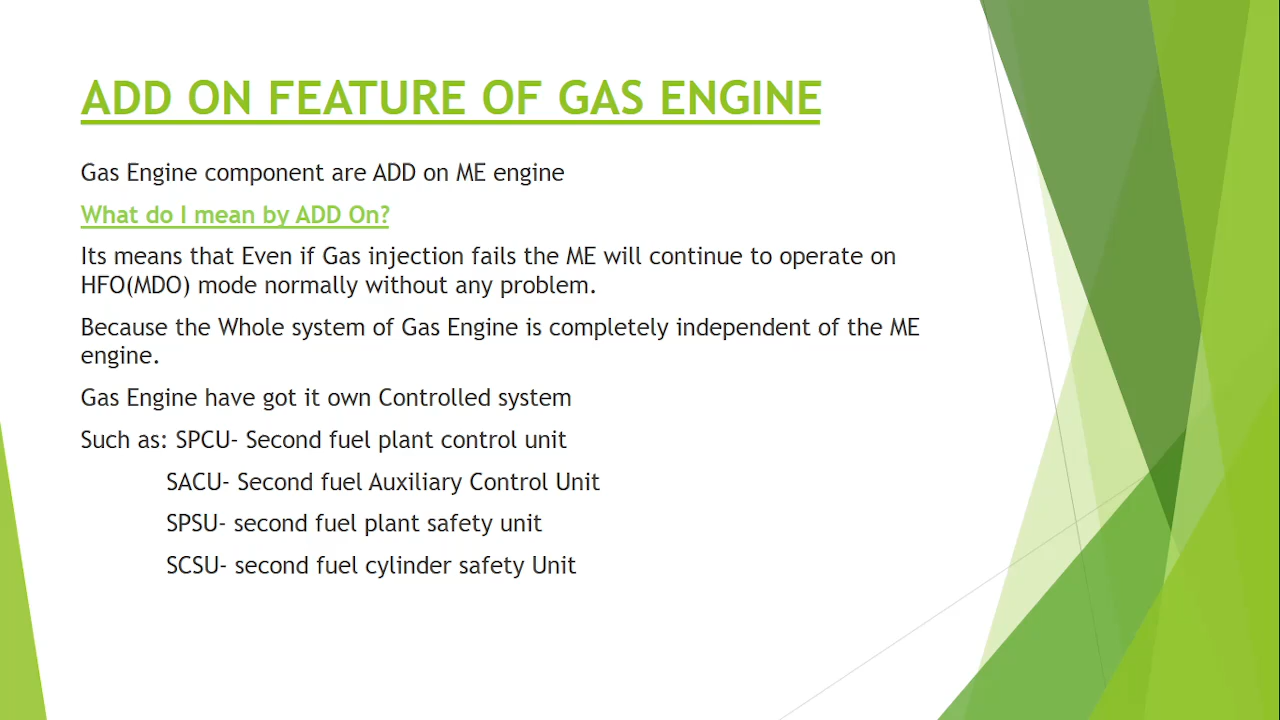 ADD ON FEATURE OF GAS ENGINE
Gas Engine component are ADD on ME engine
What do I mean by ADD On?
Its means that Even if Gas injection fails the ME will continue to operate on
HFO(MDO) mode normally without any problem.
Because the Whole system of Gas Engine is completely independent of the ME
engine.
Gas Engine have got it own Controlled system
Such as: SPCU- Second fuel plant control unit
SACU- Second fuel Auxiliary Control Unit
SPSU- second fuel plant safety unit
SCSU- second fuel cylinder safety Unit